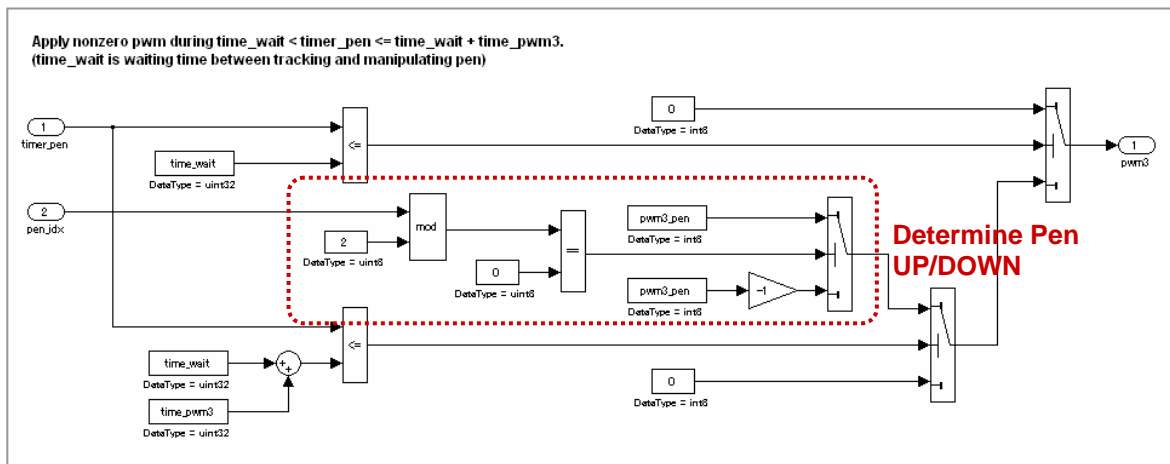 Apply nonzero pwm during time_wait < timer_pen <= time_wait + time_pwm3.
(time_wait is waiting time between tracking and manipulating pen)
1
timer_pen
time_wait
DataType = uint32
<=
0
DataType = int8
1
pwm3
2
pen_idx
2
DataType = uint8
mod
0
DataType = uint8
=
pwm3_pen
DataType = int8
pwm3_pen
DataType = int8
-1
Determine Pen
UP/DOWN
time_wait
DataType = uint32
time_pwm3
DataType = uint32
+
+
<=
0
DataType = int8